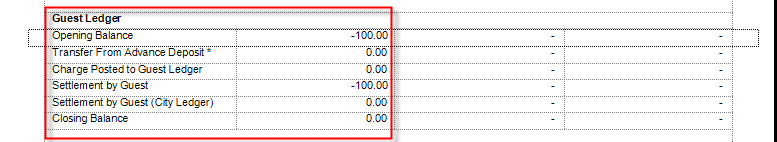 Guest Ledger
Opening Balance -100.00 - -
Transfer From Advance Deposit * 0.00 - -
Charge Posted to Guest Ledger 0.00 - -
Settlement by Guest -100.00 - -
Settlement by Guest (City Ledger) 0.00 - -
Closing Balance 0.00 - -